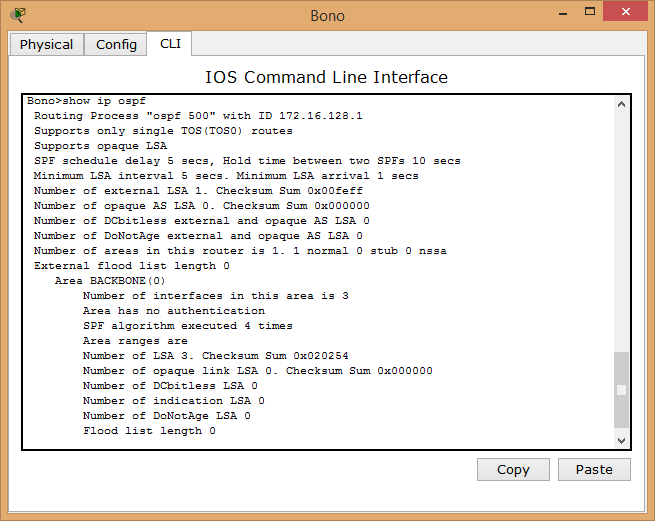 Bono
Physical Config CLI
IOS Command Line Interface
Bono>show ip ospf
Routing Process "ospf 500" with ID 172.16.128.1
Supports only single TOS(TOS0) routes
Supports opaque LSA
SPF schedule delay 5 secs, Hold time between two SPFs 10 secs
Minimum LSA interval 5 secs. Minimum LSA arrival 1 secs
Number of external LSA 1. Checksum Sum 0x00feff
Number of opaque AS LSA 0. Checksum Sum 0x000000
Number of DCbitless external and opaque AS LSA 0
Number of DoNotAge external and opaque AS LSA 0
Number of areas in this router is 1. 1 normal 0 stub 0 nssa
External flood list length 0
Area BACKBONE(0)
Number of interfaces in this area is 3
Area has no authentication
SPF algorithm executed 4 times
Area ranges are
Number of LSA 3. Checksum Sum 0x020254
Number of opaque link LSA 0. Checksum Sum 0x000000
Number of DCbitless LSA 0
Number of indication LSA 0
Number of DoNotAge LSA 0
Flood list length 0
Copy Paste